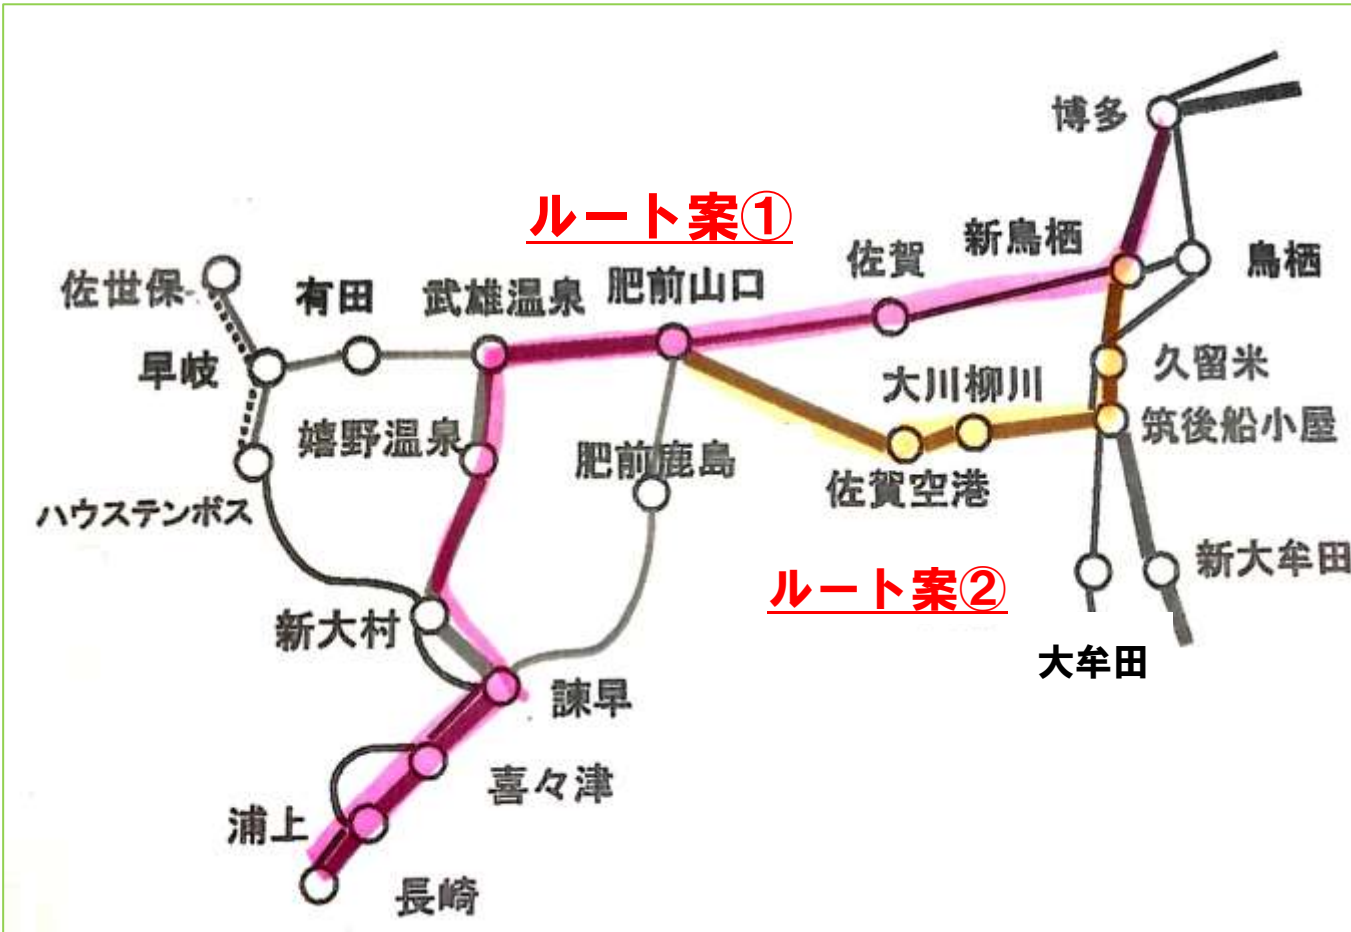 博多
ルート案①
佐賀
新鳥栖
鳥栖
佐世保
有田
武雄温泉
肥前山口
早岐
久留米
大川柳川
嬉野温泉
肥前鹿島
筑後船小屋
佐賀空港
ハウステンボス
ルート案②
新大牟田
新大村
大牟田
諫早
喜々津
浦上
長崎